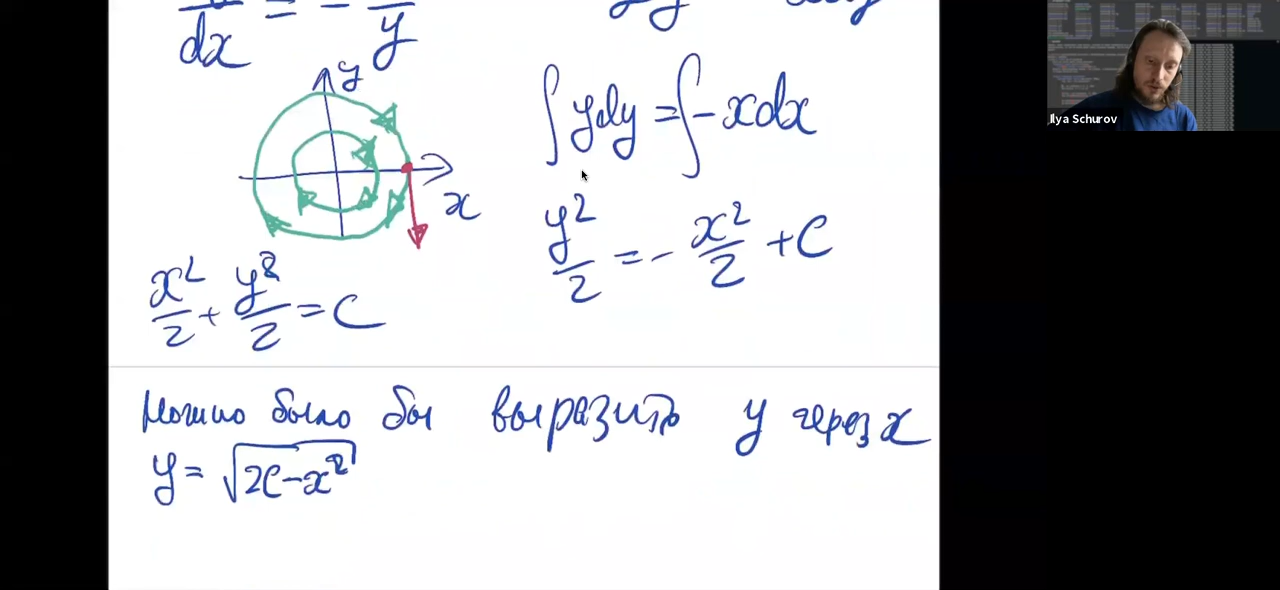 dx = - y
y
∫ydy = ∫-xdx
x
y²/2 = - x²/2 + C
x²/2 + y²/2 = C
Можно было бы выразить y через x
y = √2C-x²
Ilya Schurov